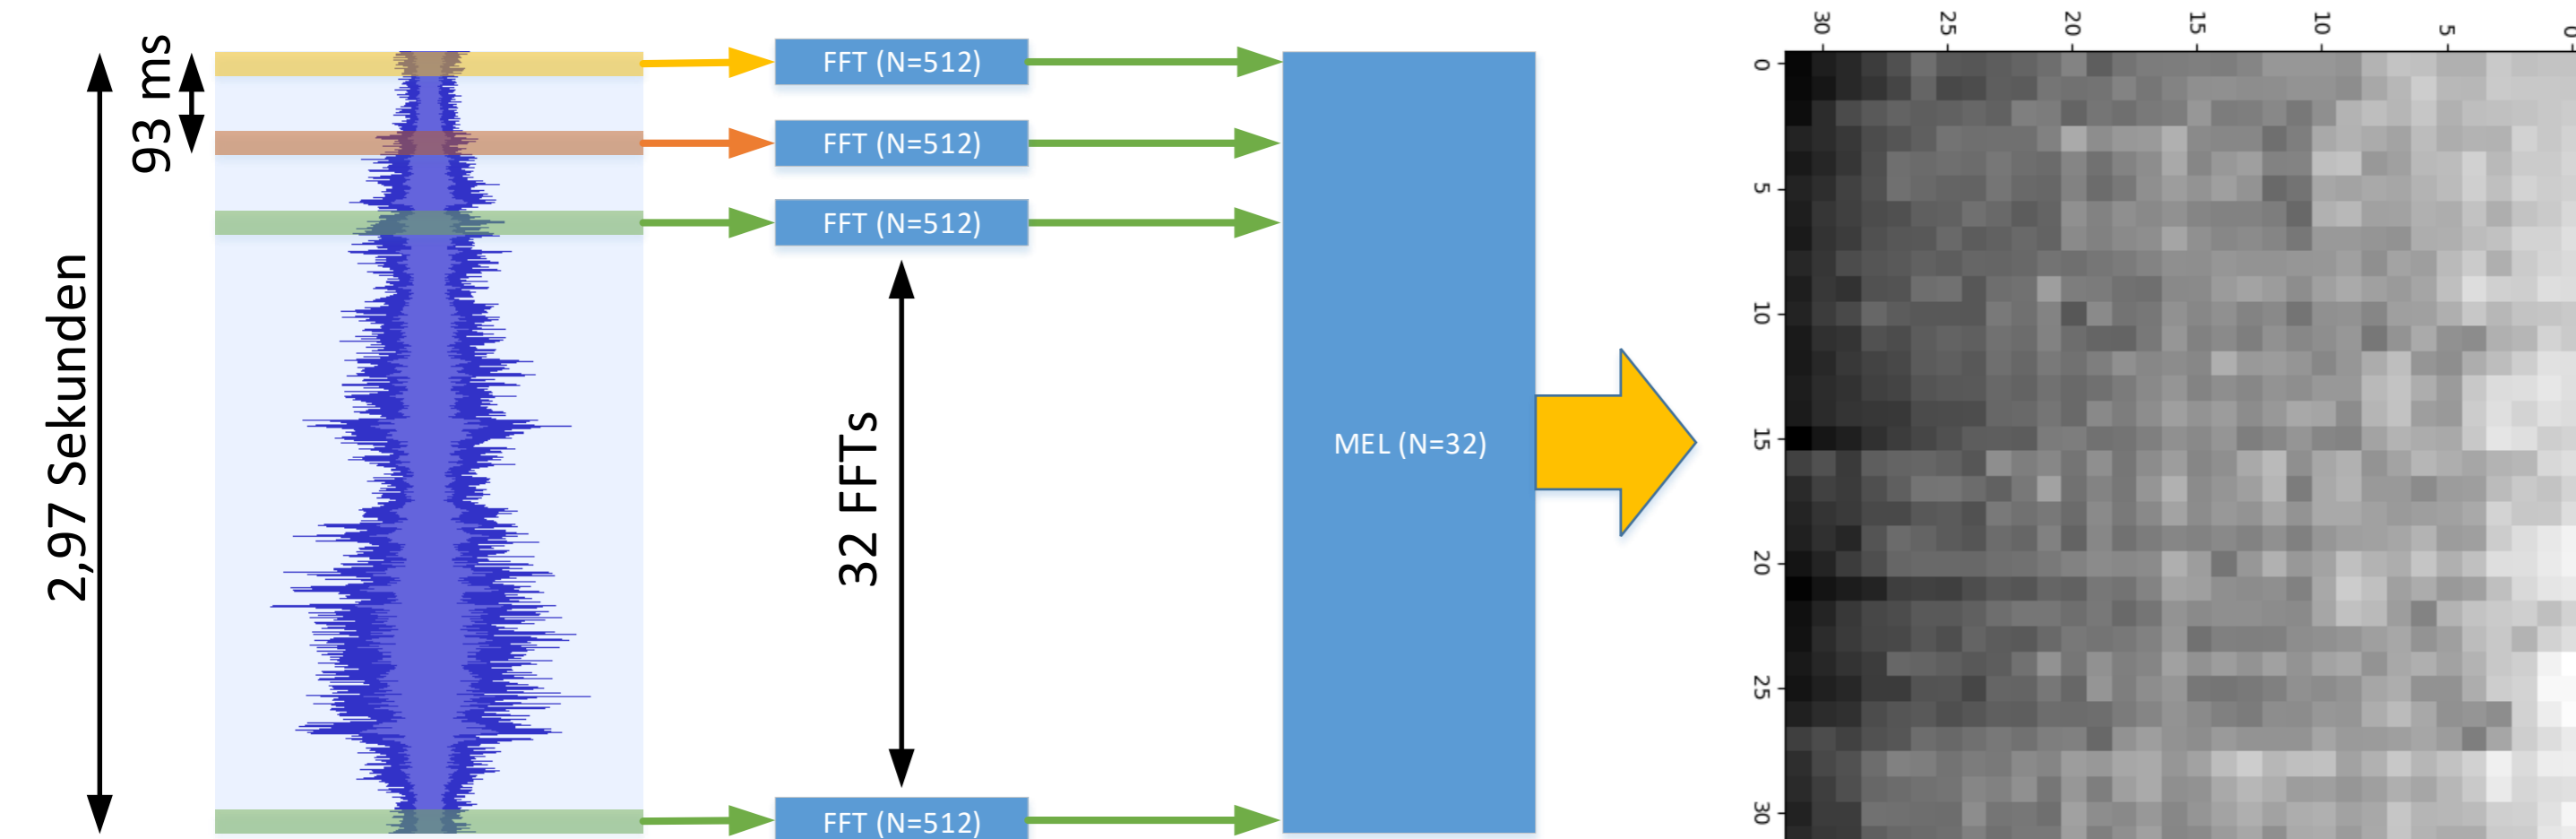 2,97 Sekunden
93 ms
FFT (N=512)
FFT (N=512)
FFT (N=512)
32 FFTs
FFT (N=512)
MEL (N=32)
30 25 20 15 10 5 0
0
5
10
15
20
25
30